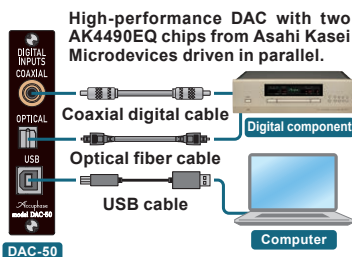 High-performance DAC with two
AK4490EQ chips from Asahi Kasei
Microdevices driven in parallel.
DIGITAL
INPUTS
COAXIAL
Coaxial digital cable
Digital component
OPTICAL
Optical fiber cable
USB
USB cable
Accuphase
model DAC-50
Computer
DAC-50